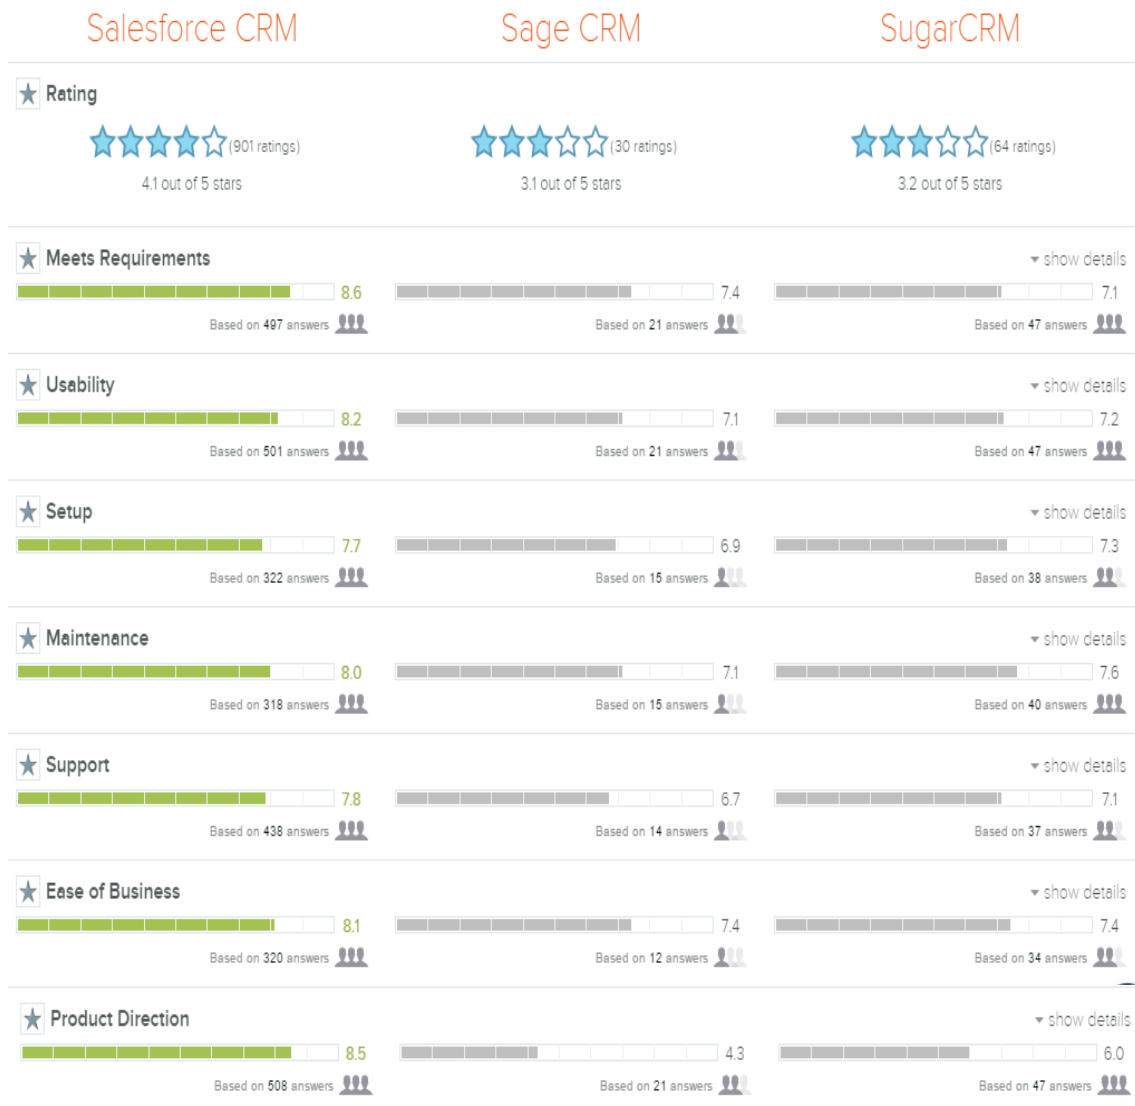 Salesforce CRM Sage CRM SugarCRM
Rating
(901 ratings) (30 ratings) (64 ratings)
4.1 out of 5 stars 3.1 out of 5 stars 3.2 out of 5 stars
Meets Requirements show details
8.6 7.4 7.1
Based on 497 answers Based on 21 answers Based on 47 answers
Usability show details
8.2 7.1 7.2
Based on 501 answers Based on 21 answers Based on 47 answers
Setup show details
7.7 6.9 7.3
Based on 322 answers Based on 15 answers Based on 38 answers
Maintenance show details
8.0 7.1 7.6
Based on 318 answers Based on 15 answers Based on 40 answers
Support show details
7.8 6.7 7.1
Based on 438 answers Based on 14 answers Based on 37 answers
Ease of Business show details
8.1 7.4 7.4
Based on 320 answers Based on 12 answers Based on 34 answers
Product Direction show details
8.5 4.3 6.0
Based on 508 answers Based on 21 answers Based on 47 answers